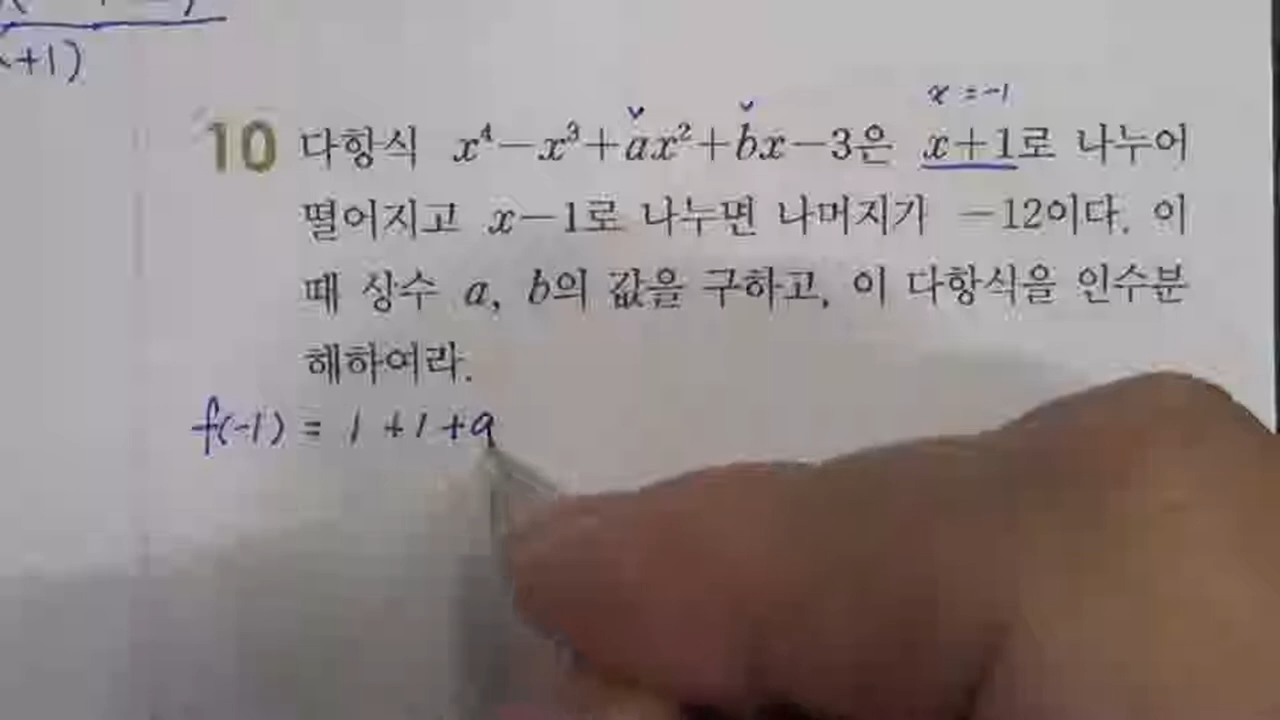 +1)
x = -1
10 다항식 x⁴-x³+ax²+bx-3은 x+1로 나누어
떨어지고 x-1로 나누면 나머지가 -12이다. 이
때 상수 a, b의 값을 구하고, 이 다항식을 인수분
해하여라.
f(-1) = 1 +1 +a